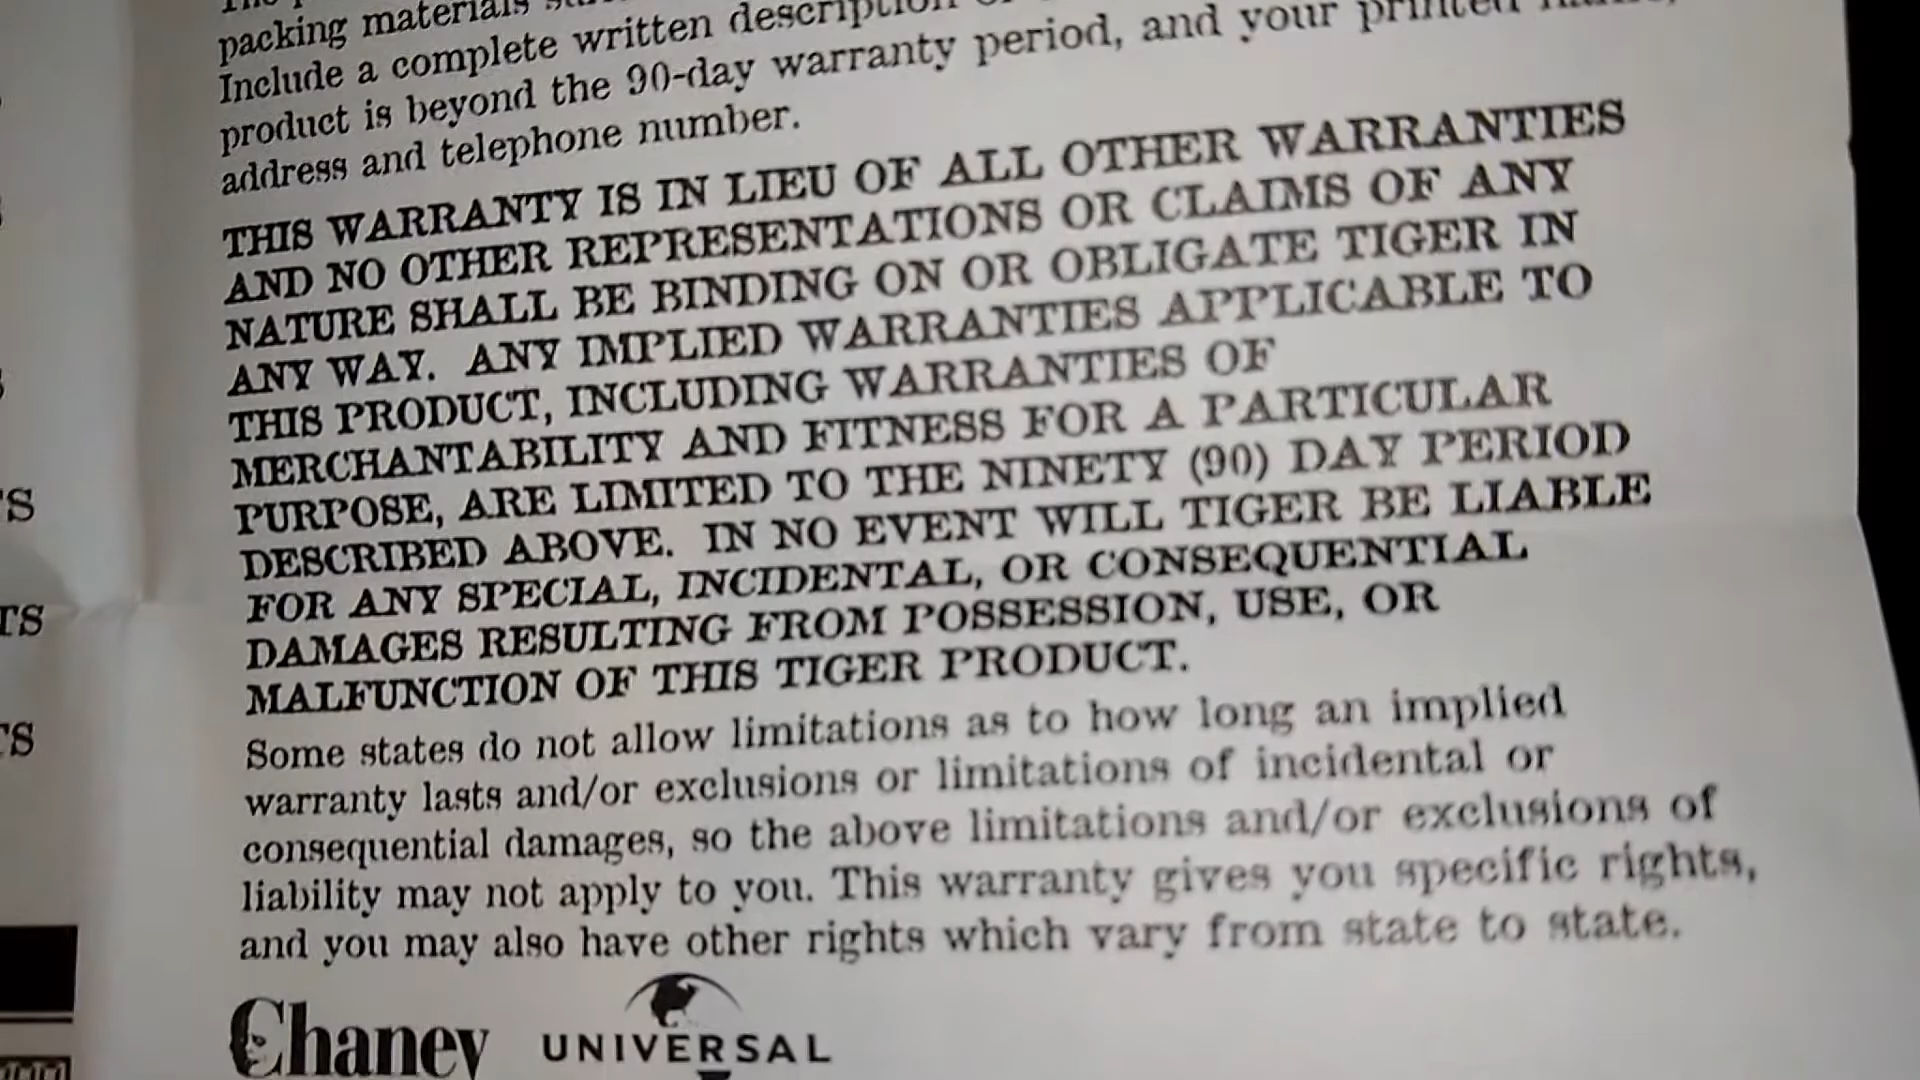 packing materials
Include a complete written description
product is beyond the 90-day warranty period, and your printed
address and telephone number.
THIS WARRANTY IS IN LIEU OF ALL OTHER WARRANTIES
AND NO OTHER REPRESENTATIONS OR CLAIMS OF ANY
NATURE SHALL BE BINDING ON OR OBLIGATE TIGER IN
ANY WAY. ANY IMPLIED WARRANTIES APPLICABLE TO
THIS PRODUCT, INCLUDING WARRANTIES OF
MERCHANTABILITY AND FITNESS FOR A PARTICULAR
PURPOSE, ARE LIMITED TO THE NINETY (90) DAY PERIOD
DESCRIBED ABOVE. IN NO EVENT WILL TIGER BE LIABLE
FOR ANY SPECIAL, INCIDENTAL, OR CONSEQUENTIAL
DAMAGES RESULTING FROM POSSESSION, USE, OR
MALFUNCTION OF THIS TIGER PRODUCT.
Some states do not allow limitations as to how long an implied
warranty lasts and/or exclusions or limitations of incidental or
consequential damages, so the above limitations and/or exclusions of
liability may not apply to you. This warranty gives you specific rights,
and you may also have other rights which vary from state to state.
Chaney UNIVERSAL